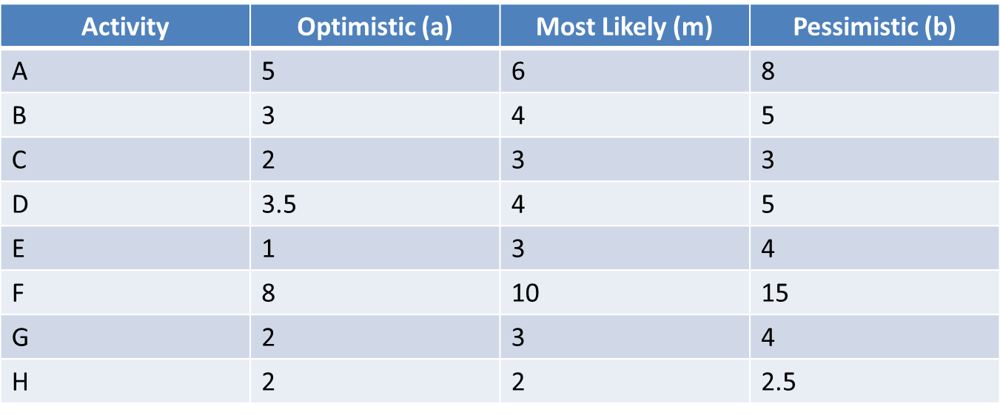 Activity Optimistic (a) Most Likely (m) Pessimistic (b)
A 5 6 8
B 3 4 5
C 2 3 3
D 3.5 4 5
E 1 3 4
F 8 10 15
G 2 3 4
H 2 2 2.5